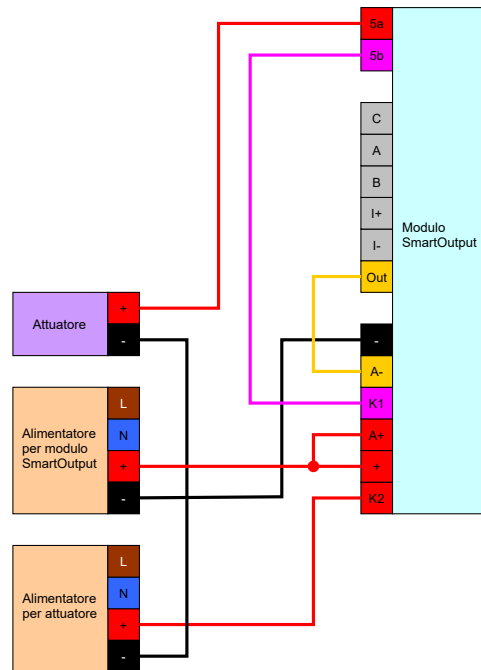 5a
5b
C
A
B
I+
I-
Out
Modulo
SmartOutput
-
A-
K1
A+
+
K2
Attuatore
+
-
Alimentatore
per modulo
SmartOutput
L
N
+
-
Alimentatore
per attuatore
L
N
+
-